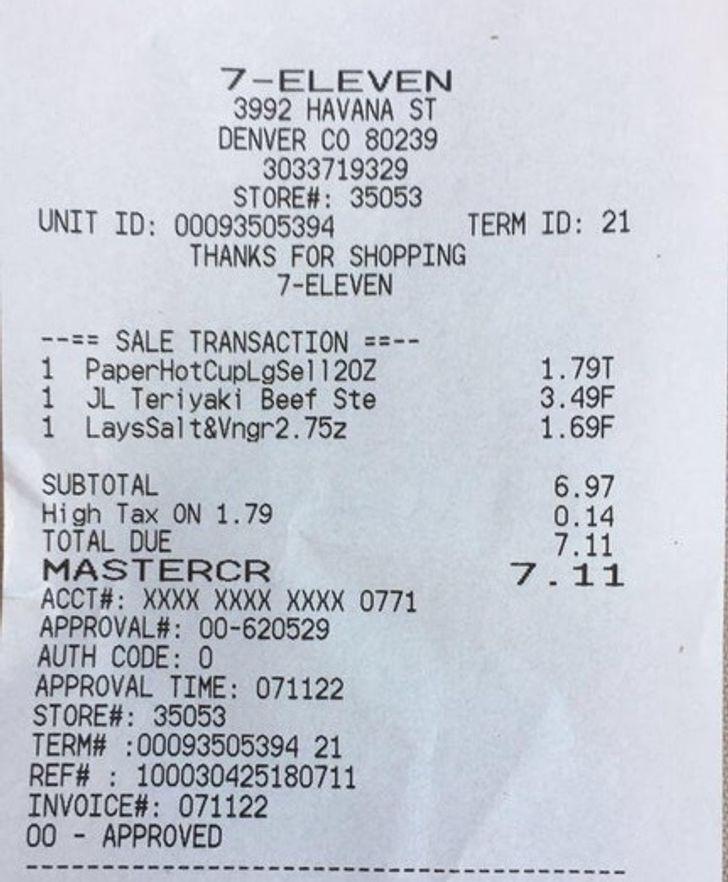 7-ELEVEN
3992 HAVANA ST
DENVER CO 80239
3033719329
STORE#: 35053
UNIT ID: 00093505394 TERM ID: 21
THANKS FOR SHOPPING
7-ELEVEN
--== SALE TRANSACTION ==--
1 PaperHotCupLgSel120Z 1.79T
1 JL Teriyaki Beef Ste 3.49F
1 LaysSalt&Vngr2.75z 1.69F
SUBTOTAL 6.97
High Tax ON 1.79 0.14
TOTAL DUE 7.11
MASTERCR 7.11
ACCT#: XXXX XXXX XXXX 0771
APPROVAL#: 00-620529
AUTH CODE: 0
APPROVAL TIME: 071122
STORE#: 35053
TERM# :00093505394 21
REF# : 100030425180711
INVOICE#: 071122
00 - APPROVED